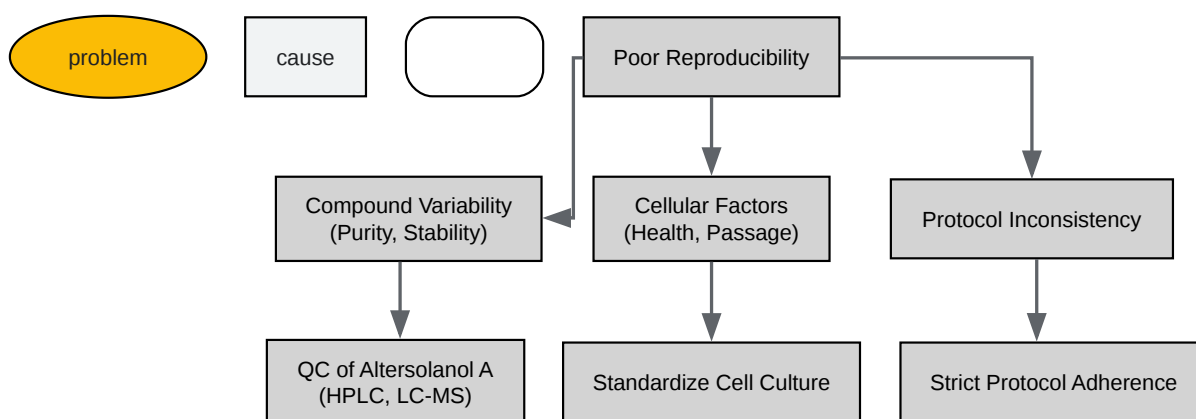 problem
cause
Poor Reproducibility
Compound Variability
(Purity, Stability)
Cellular Factors
(Health, Passage)
Protocol Inconsistency
QC of Altersolanol A
(HPLC, LC-MS)
Standardize Cell Culture
Strict Protocol Adherence